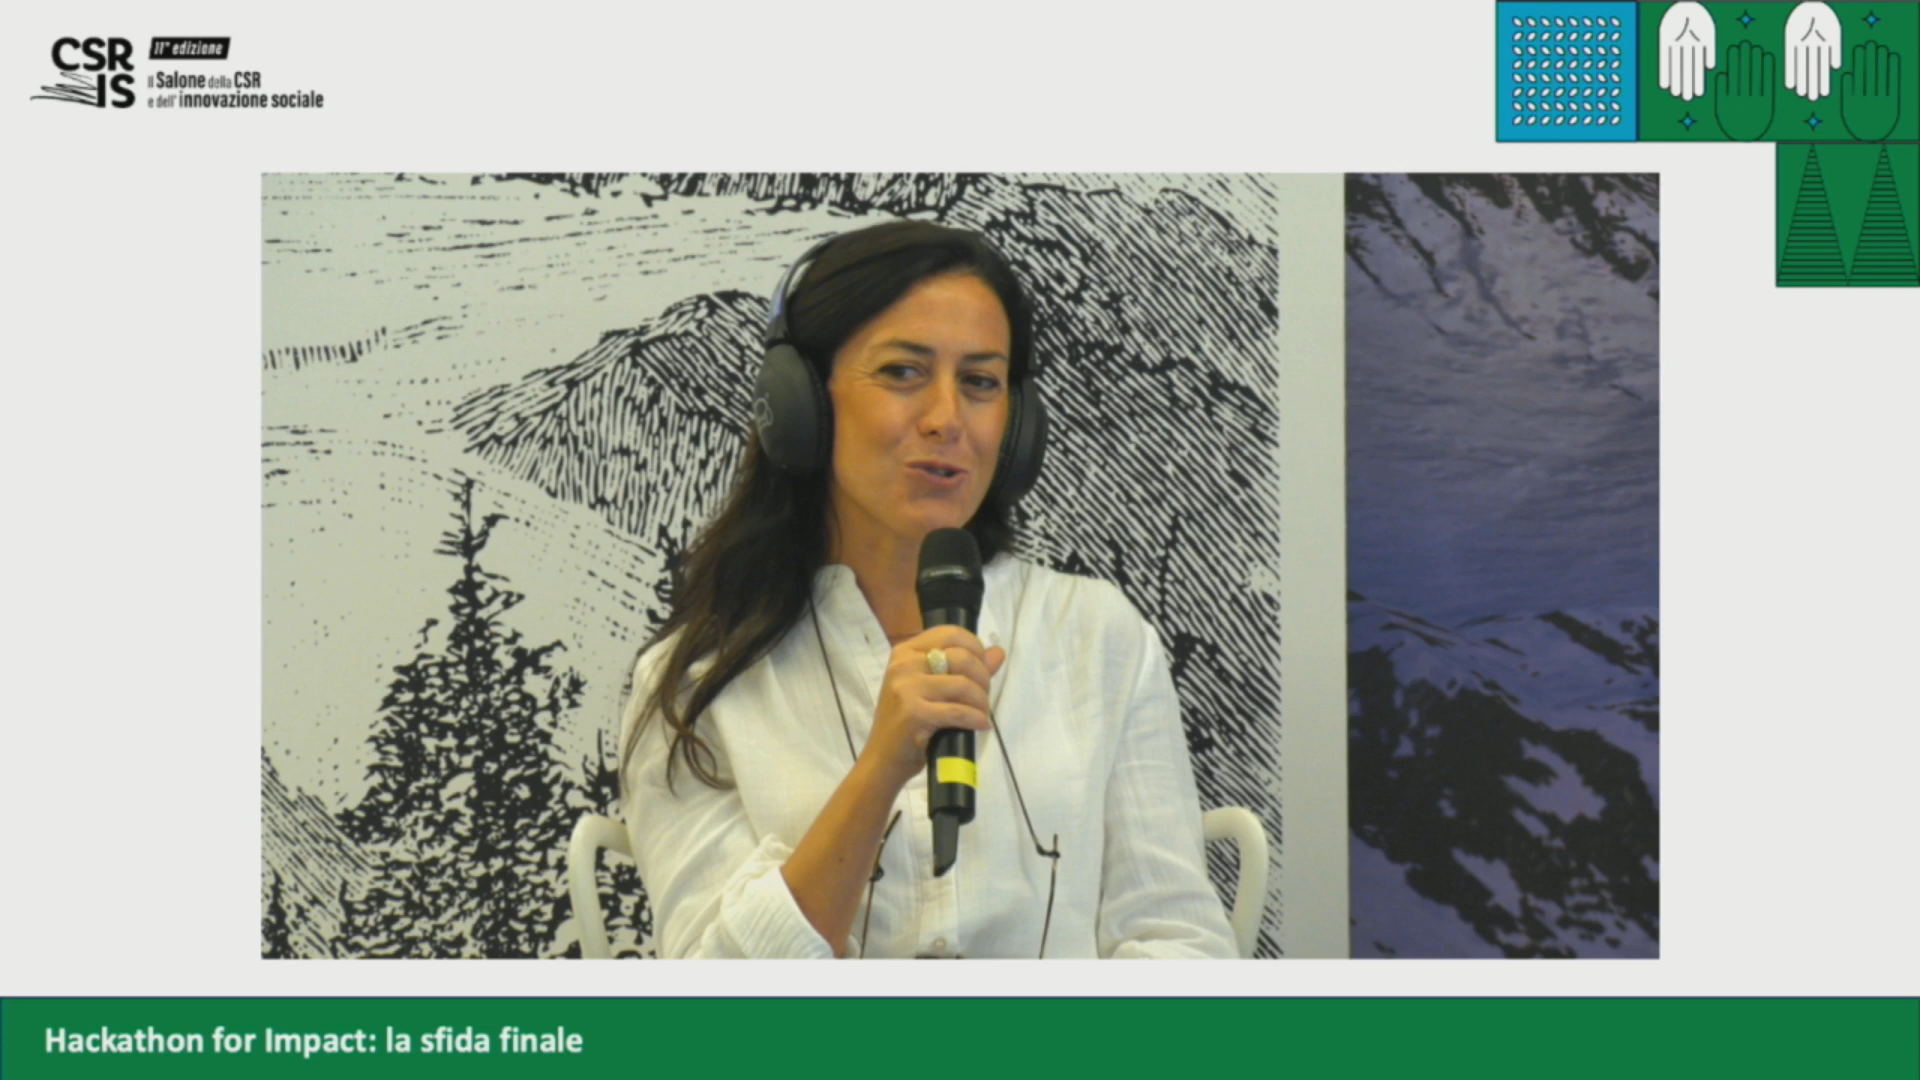 CSR
IS
11ª edizione
Il Salone della CSR
e dell'innovazione sociale
Hackathon for Impact: la sfida finale